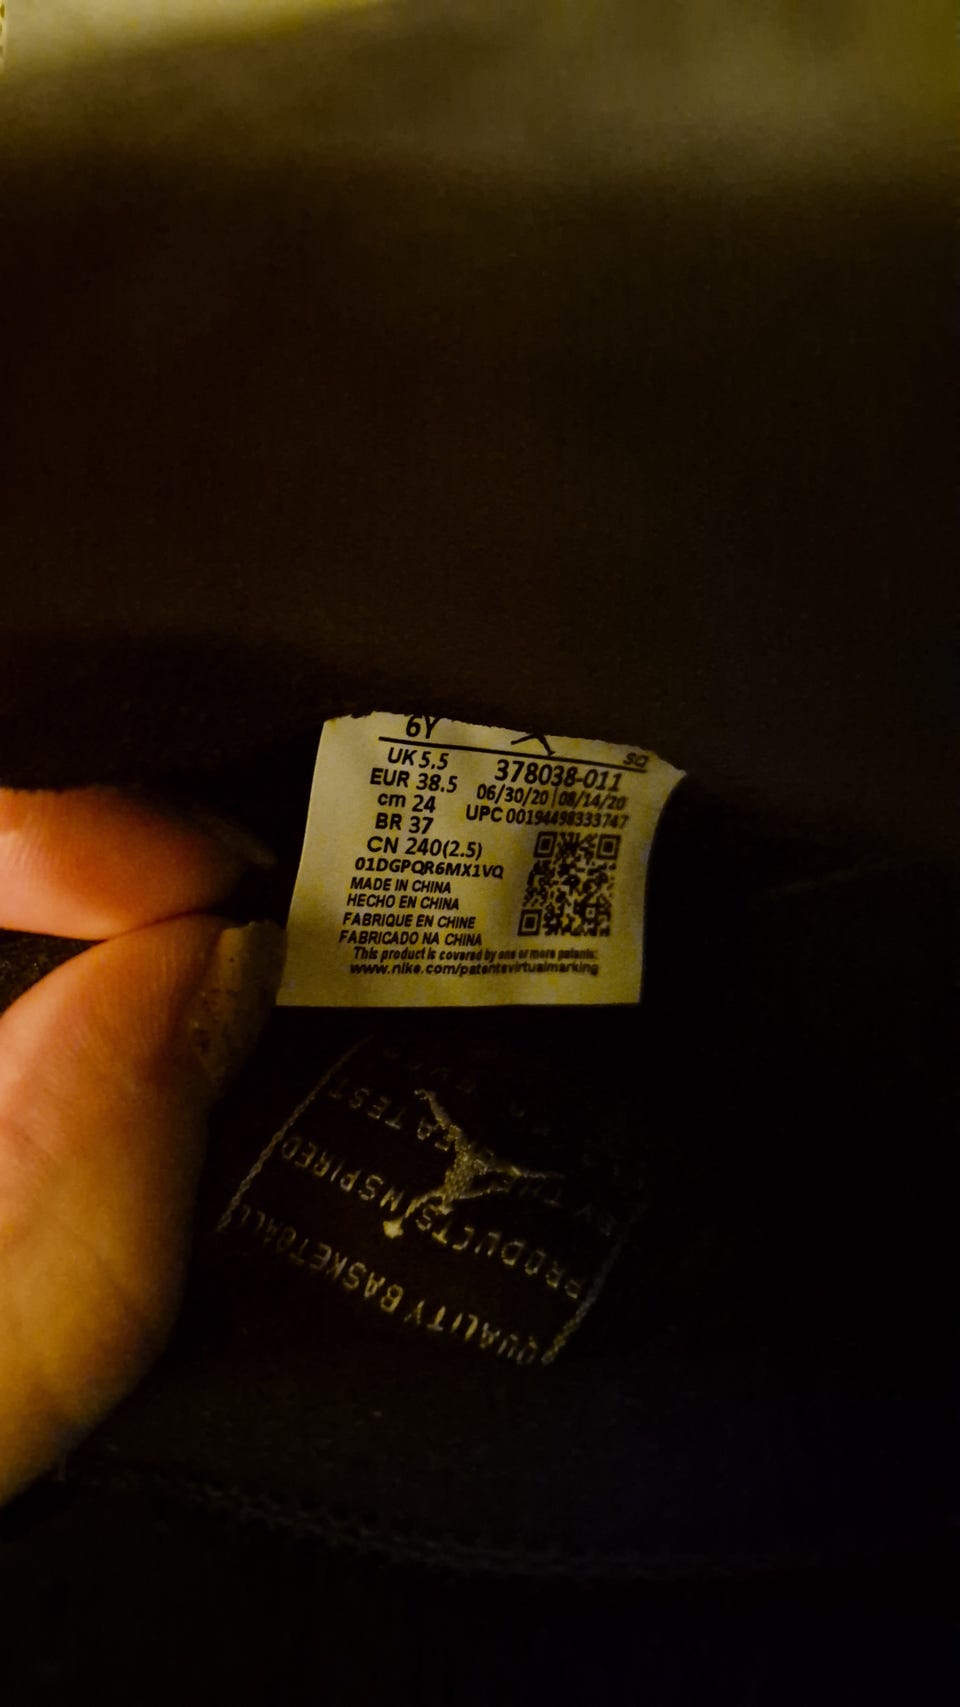 6Y
SQ
UK 5.5
378038-011
EUR 38.5
06/30/20 08/14/20
cm 24
UPC 00194498333747
BR 37
CN 240(2.5)
01DGPQR6MX1VQ
MADE IN CHINA
HECHO EN CHINA
FABRIQUE EN CHINE
FABRICADO NA CHINA
This product is covered by one or more patents:
www.nike.com/patentsvirtualmarking
QUALITY BASKETBALL
PRODUCTS INSPIRED
BY THE GREATEST